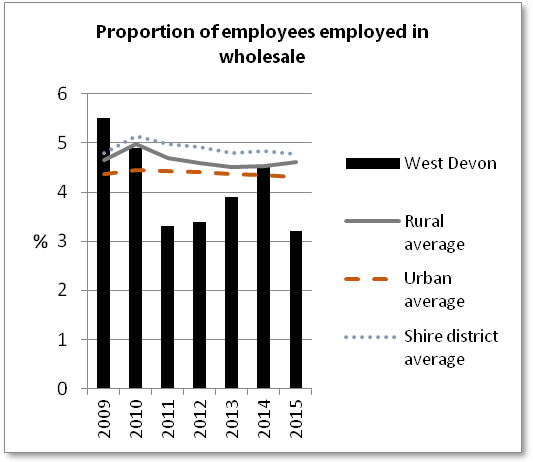 Proportion of employees employed in
wholesale
6
5
4
3
2
1
0
%
2009
2010
2011
2012
2013
2014
2015
West Devon
Rural
average
Urban
average
Shire district
average